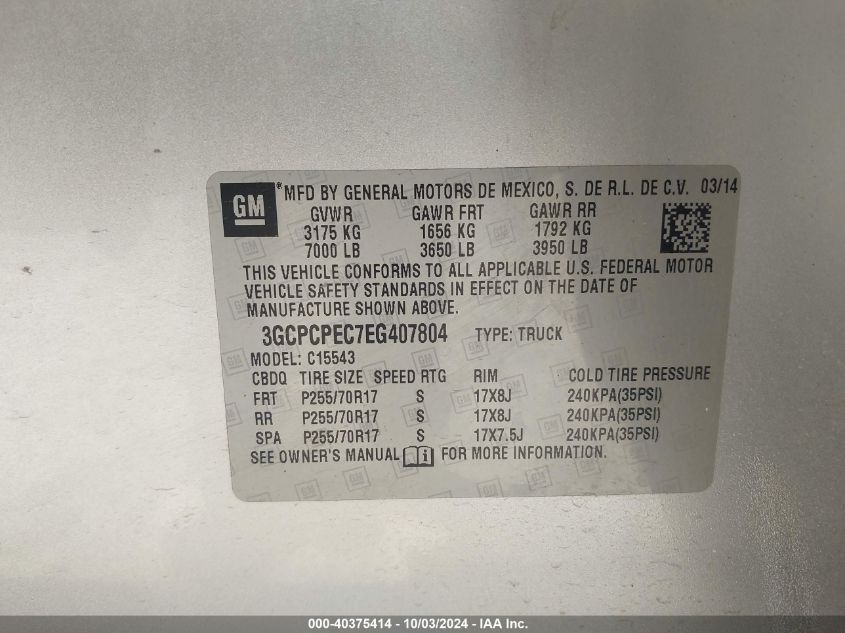 GM ® MFD BY GENERAL MOTORS DE MEXICO, S. DE R.L. DE C.V. 03/14
GVWR GAWR FRT GAWR RR
3175 KG 1656 KG 1792 KG
7000 LB 3650 LB 3950 LB
THIS VEHICLE CONFORMS TO ALL APPLICABLE U.S. FEDERAL MOTOR
VEHICLE SAFETY STANDARDS IN EFFECT ON THE DATE OF
MANUFACTURE SHOWN ABOVE.
3GCPCPEC7EG407804 TYPE: TRUCK
MODEL: C15543
CBDQ TIRE SIZE SPEED RTG RIM COLD TIRE PRESSURE
FRT P255/70R17 S 17X8J 240KPA(35PSI)
RR P255/70R17 S 17X8J 240KPA(35PSI)
SPA P255/70R17 S 17X7.5J 240KPA(35PSI)
SEE OWNER'S MANUAL FOR MORE INFORMATION.
000-40375414 - 10/03/2024 - IAA Inc.